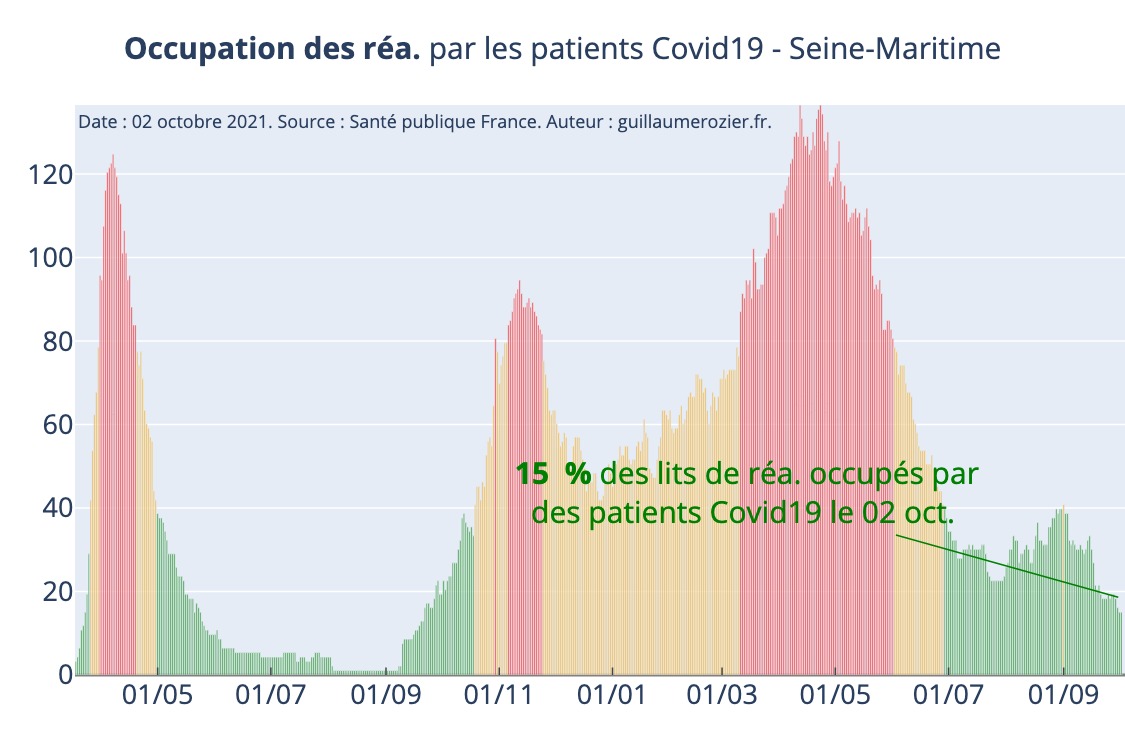 Occupation des réa. par les patients Covid19 - Seine-Maritime
Date : 02 octobre 2021. Source : Santé publique France. Auteur : guillaumerozier.fr.
120
100
80
60
40
20
0
15 % des lits de réa. occupés par
des patients Covid19 le 02 oct.
01/05 01/07 01/09 01/11 01/01 01/03 01/05 01/07 01/09